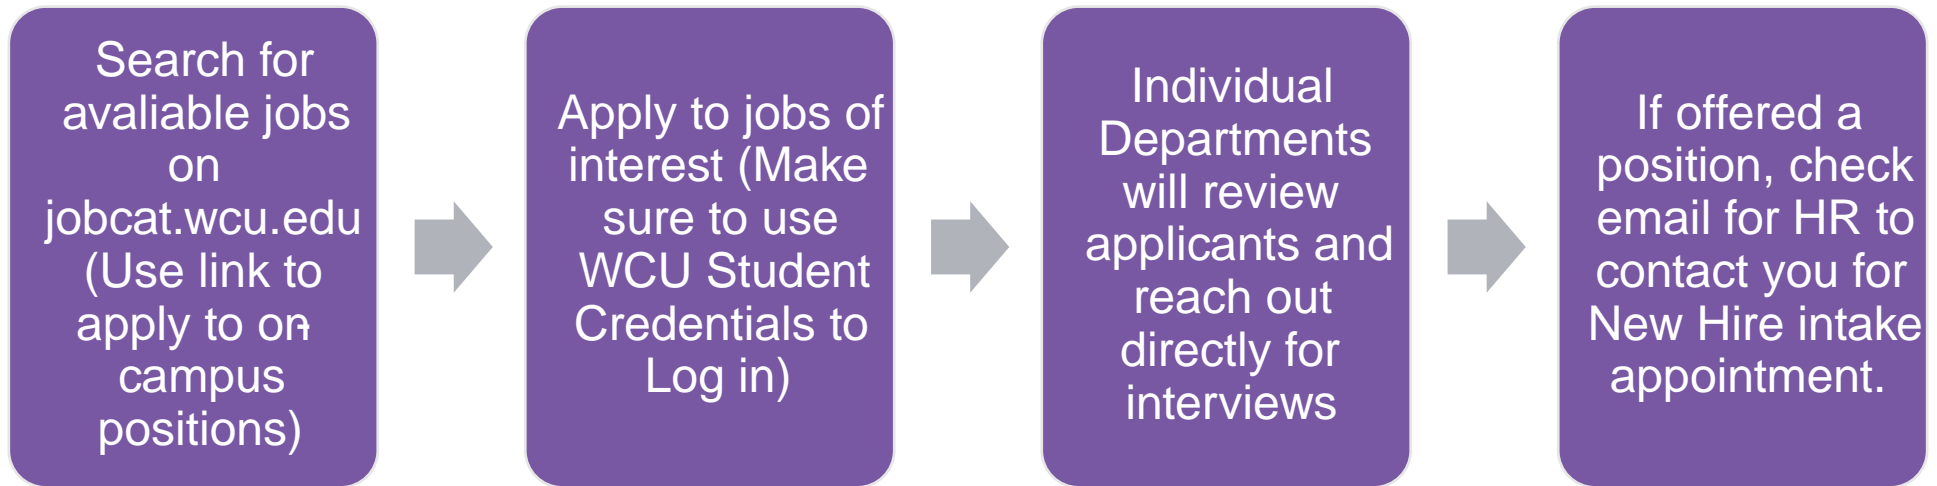 Search for
avaliable jobs
on
jobcat.wcu.edu
(Use link to
apply to on-
campus
positions)
Apply to jobs of
interest (Make
sure to use
WCU Student
Credentials to
Log in)
Individual
Departments
will review
applicants and
reach out
directly for
interviews
If offered a
position, check
email for HR to
contact you for
New Hire intake
appointment.